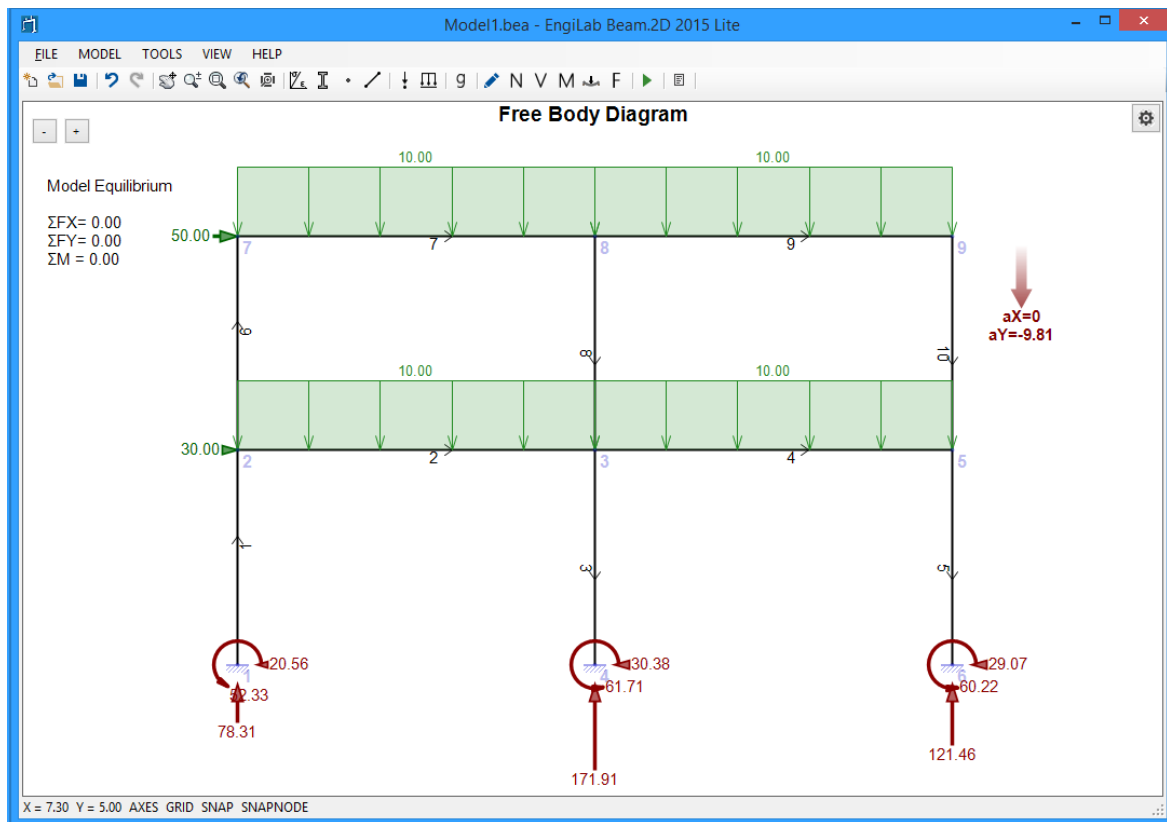 Model1.bea - EngiLab Beam.2D 2015 Lite
FILE MODEL TOOLS VIEW HELP
g N V M F
Free Body Diagram
- +
10.00 10.00
Model Equilibrium
ΣFX= 0.00
ΣFY= 0.00
ΣM = 0.00
50.00
7 7 8 9 9
aX=0
aY=-9.81
6 8 10
10.00 10.00
30.00
2 2 3 4 5
1 3 5
20.56 30.38 29.07
1 4 6
52.33 61.71 60.22
78.31 171.91 121.46
X = 7.30 Y = 5.00 AXES GRID SNAP SNAPNODE